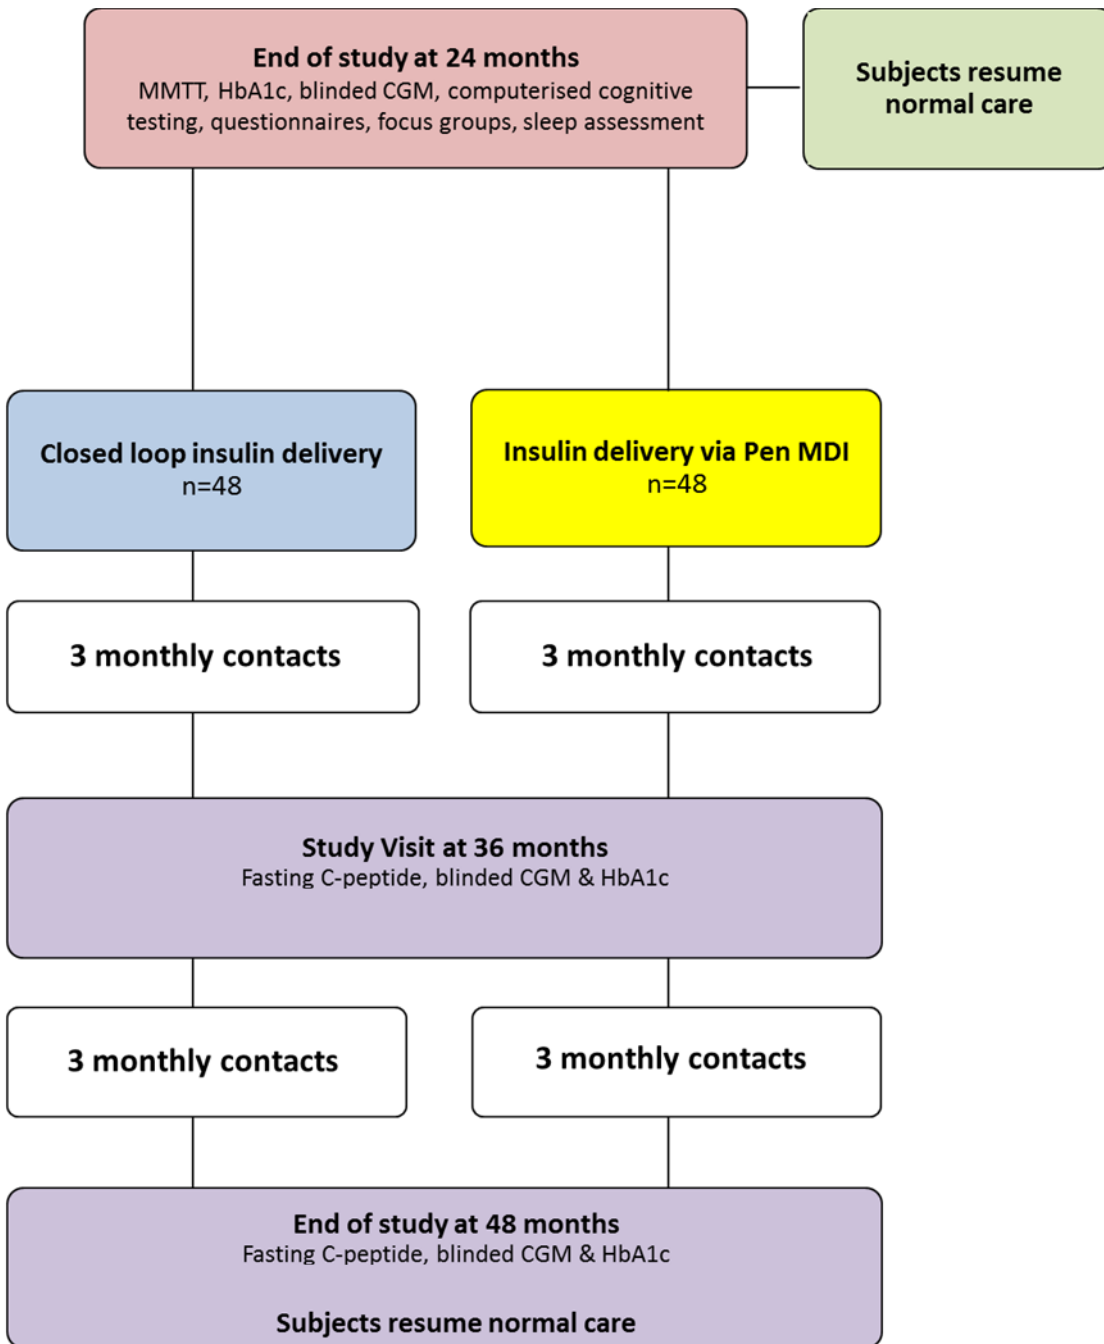 End of study at 24 months
MMTT, HbA1c, blinded CGM, computerised cognitive
testing, questionnaires, focus groups, sleep assessment
Subjects resume
normal care
Closed loop insulin delivery
n=48
Insulin delivery via Pen MDI
n=48
3 monthly contacts
3 monthly contacts
Study Visit at 36 months
Fasting C-peptide, blinded CGM & HbA1c
3 monthly contacts
3 monthly contacts
End of study at 48 months
Fasting C-peptide, blinded CGM & HbA1c
Subjects resume normal care